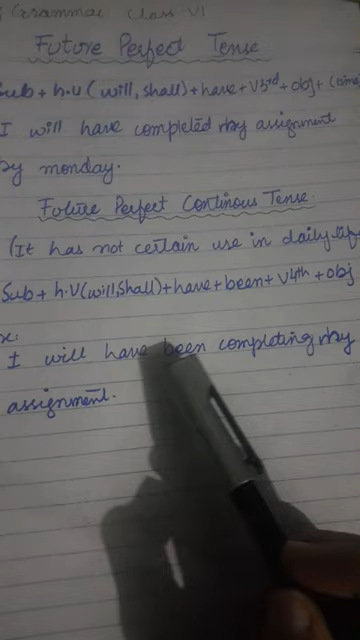 Grammar Class VI
Future Perfect Tense
Sub + h.v (will, shall) + have + V3rd + obj + (time)
I will have completed my assignment
by monday.
Future Perfect Continous Tense
(It has not certain use in daily life
Sub + h.v (will, shall) + have + been + V4th + obj
x:
I will have been completing my
assignment.